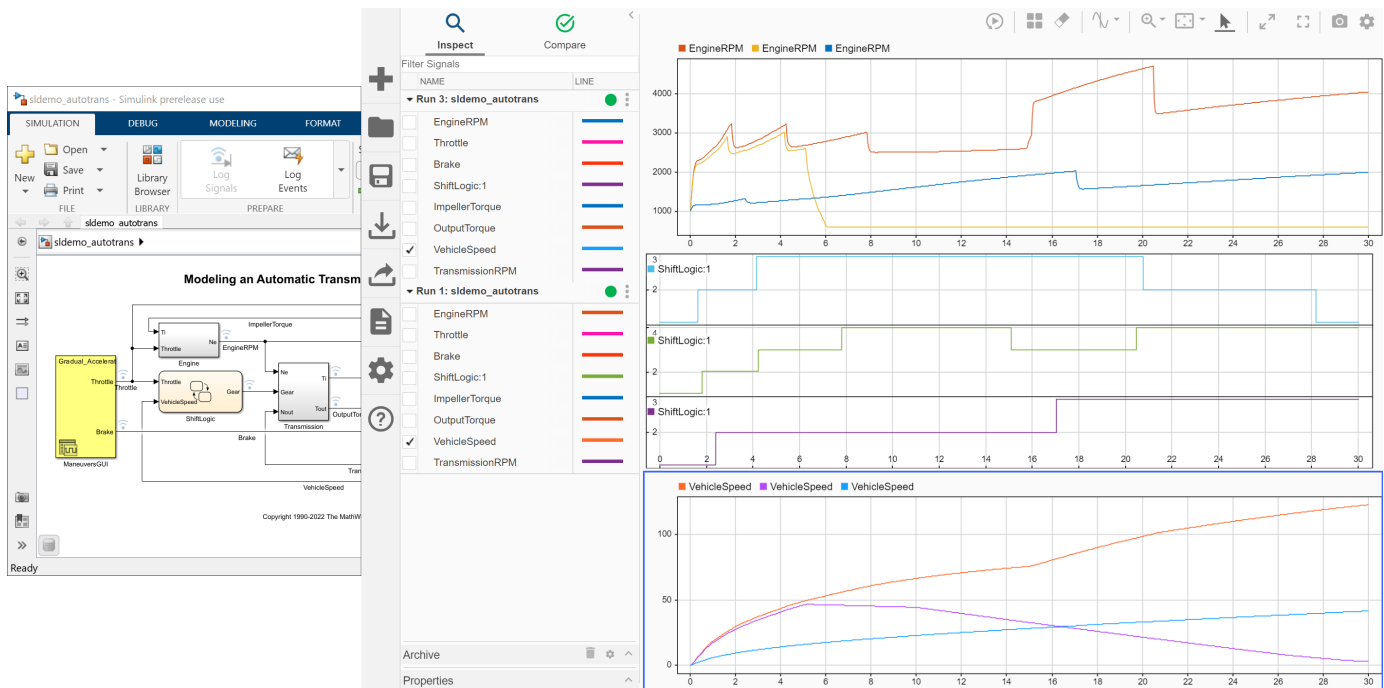 sldemo_autotrans - Simulink prerelease use
SIMULATION DEBUG MODELING FORMAT
New
Open
Save
Print
FILE
Library Browser
LIBRARY
Log Signals
Log Events
PREPARE
sldemo_autotrans
sldemo_autotrans
Modeling an Automatic Transm
ImpellerTorque
Ti
Throttle
Ne
EngineRPM
Engine
Gradual_Accelerat
Throttle
Throttle
Brake
ManeuversGUI
Throttle
VehicleSpeed
Gear
ShiftLogic
Ne
Gear
Nout
Ti
Tout
Transmission
OutputTor
Brake
Tran
VehicleSpeed
Copyright 1990-2022 The MathW
Ready
Inspect Compare
Filter Signals
NAME LINE
Run 3: sldemo_autotrans
EngineRPM
Throttle
Brake
ShiftLogic:1
ImpellerTorque
OutputTorque
VehicleSpeed
TransmissionRPM
Run 1: sldemo_autotrans
EngineRPM
Throttle
Brake
ShiftLogic:1
ImpellerTorque
OutputTorque
VehicleSpeed
TransmissionRPM
Archive
Properties
EngineRPM EngineRPM EngineRPM
4000
3000
2000
1000
0 2 4 6 8 10 12 14 16 18 20 22 24 26 28 30
3
ShiftLogic:1
2
4
ShiftLogic:1
2
3
ShiftLogic:1
2
0 2 4 6 8 10 12 14 16 18 20 22 24 26 28 30
VehicleSpeed VehicleSpeed VehicleSpeed
100
50
0
0 2 4 6 8 10 12 14 16 18 20 22 24 26 28 30